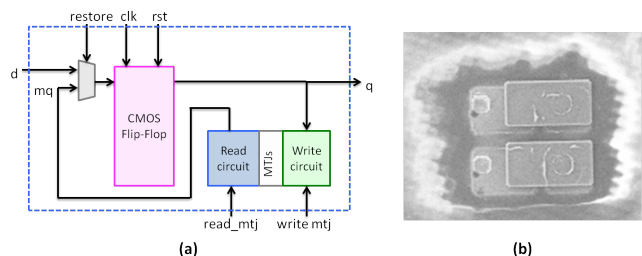 restore clk rst
d
mq
q
CMOS
Flip-Flop
Read
circuit
MTJs
Write
circuit
read_mtj
write mtj
(a)
(b)